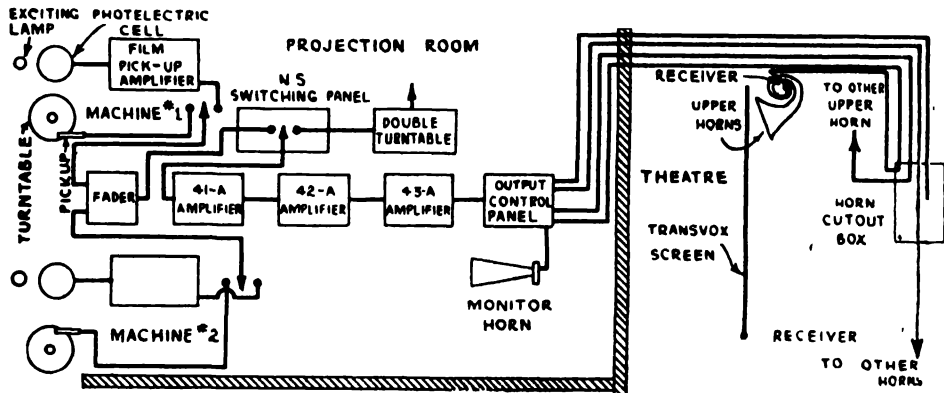 EXCITING
LAMP
PHOTELECTRIC
CELL
FILM
PICK-UP
AMPLIFIER
PROJECTION ROOM
NS
SWITCHING PANEL
MACHINE #1
DOUBLE
TURNTABLE
TURNTABLE
PICKUP
FADER
41-A
AMPLIFIER
42-A
AMPLIFIER
43-A
AMPLIFIER
OUTPUT
CONTROL
PANEL
MONITOR
HORN
MACHINE #2
RECEIVER
UPPER
HORNS
TO OTHER
UPPER
HORN
THEATRE
HORN
CUTOUT
BOX
TRANSVOX
SCREEN
RECEIVER
TO OTHER
HORNS